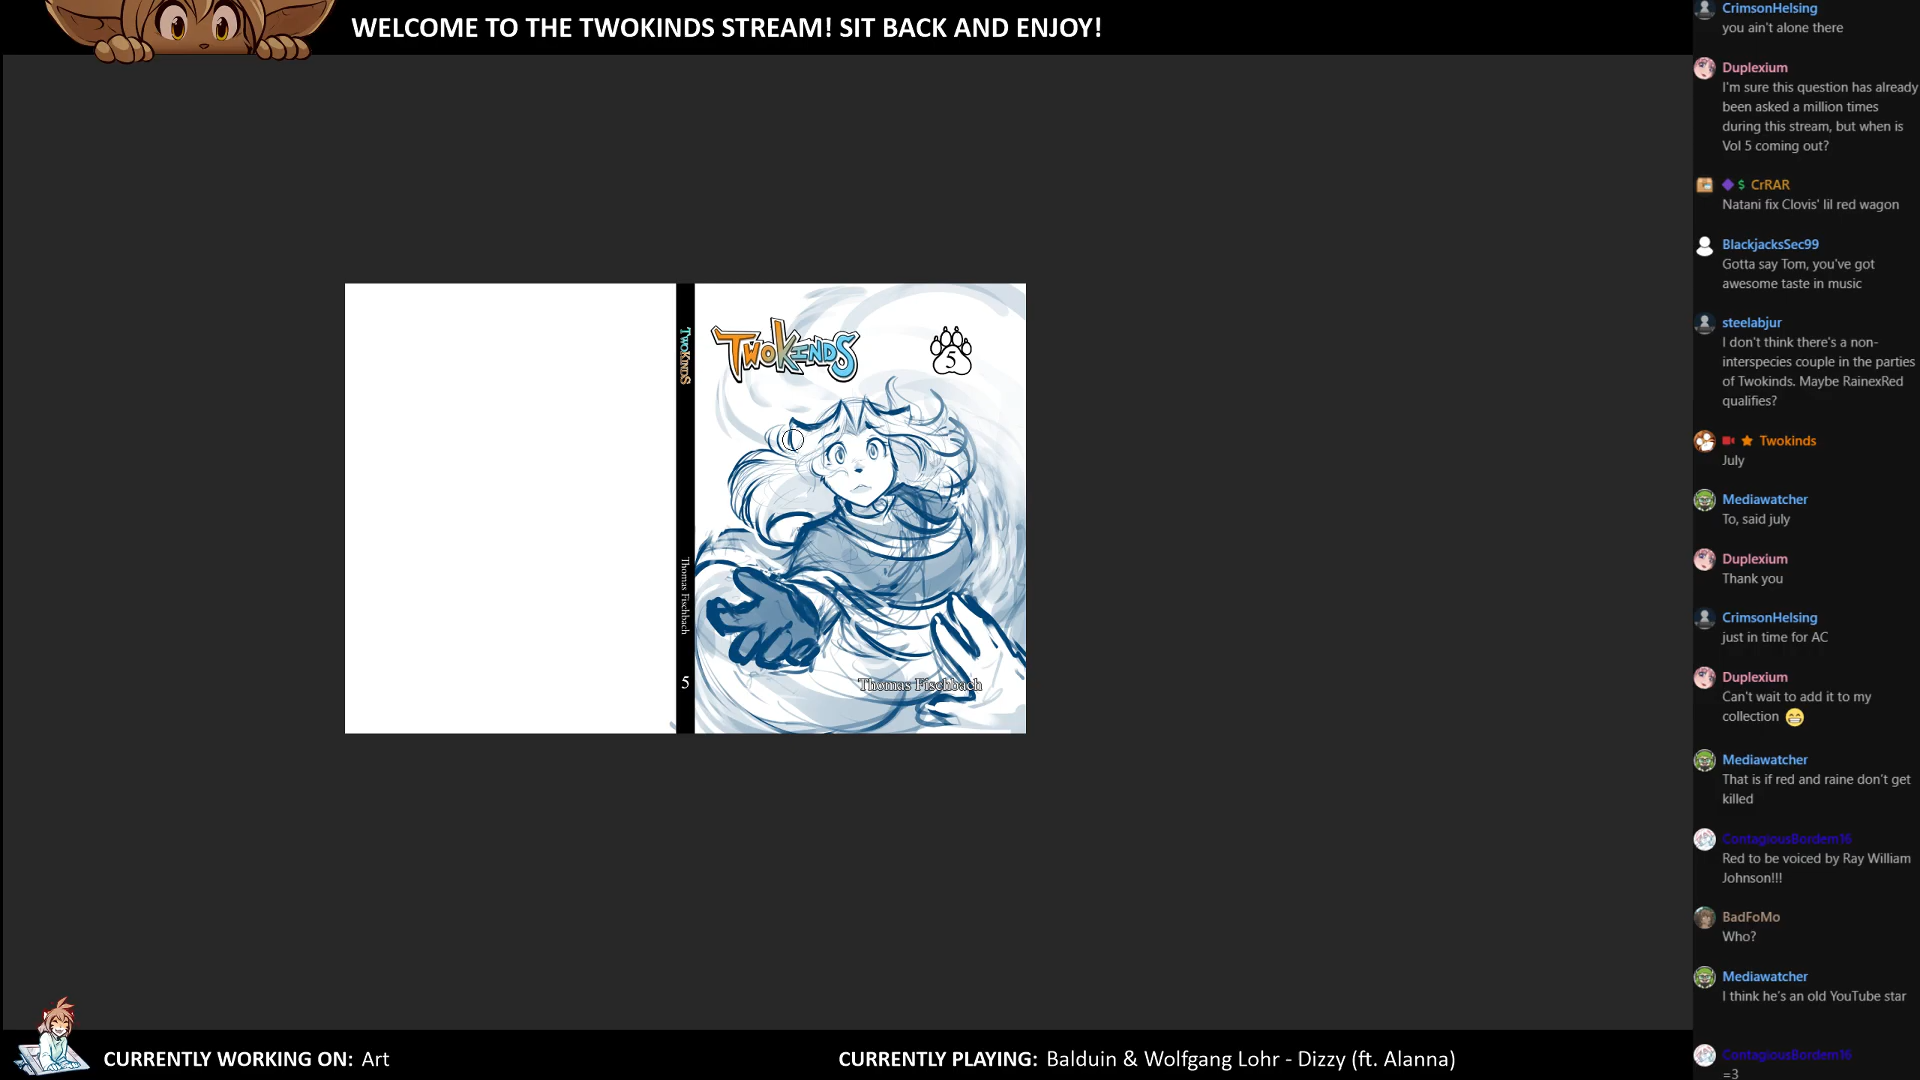 WELCOME TO THE TWOKINDS STREAM! SIT BACK AND ENJOY!
TWOKINDS
Thomas Fischbach
5
TWOKINDS
5
Thomas Fischbach
CrimsonHelsing
you ain't alone there
Duplexium
I'm sure this question has already
been asked a million times
during this stream, but when is
Vol 5 coming out?
$ CrRAR
Natani fix Clovis' lil red wagon
BlackjacksSec99
Gotta say Tom, you've got
awesome taste in music
steelabjur
I don't think there's a non-
interspecies couple in the parties
of Twokinds. Maybe RainexRed
qualifies?
Twokinds
July
Mediawatcher
To, said july
Duplexium
Thank you
CrimsonHelsing
just in time for AC
Duplexium
Can't wait to add it to my
collection 😁
Mediawatcher
That is if red and raine don't get
killed
ContagiousBordem16
Red to be voiced by Ray William
Johnson!!!
BadFoMo
Who?
Mediawatcher
I think he's an old YouTube star
ContagiousBordem16
=3
CURRENTLY WORKING ON: Art
CURRENTLY PLAYING: Balduin & Wolfgang Lohr - Dizzy (ft. Alanna)